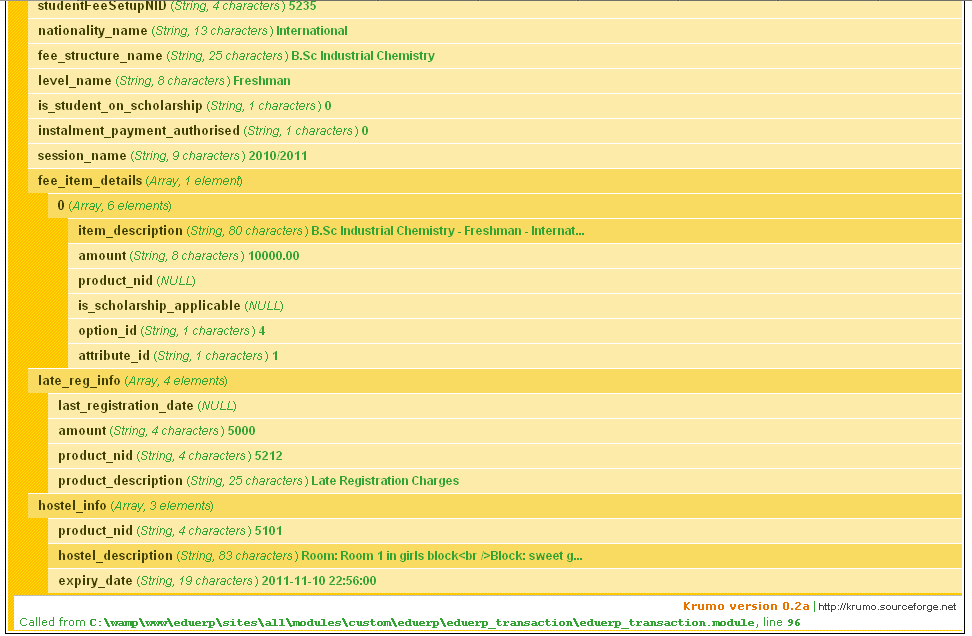 studentFeeSetupNID (String, 4 characters ) 5235
nationality_name (String, 13 characters ) International
fee_structure_name (String, 25 characters ) B.Sc Industrial Chemistry
level_name (String, 8 characters ) Freshman
is_student_on_scholarship (String, 1 characters ) 0
instalment_payment_authorised (String, 1 characters ) 0
session_name (String, 9 characters ) 2010/2011
fee_item_details (Array, 1 element)
0 (Array, 6 elements)
item_description (String, 80 characters ) B.Sc Industrial Chemistry - Freshman - Internat...
amount (String, 8 characters ) 10000.00
product_nid (NULL)
is_scholarship_applicable (NULL)
option_id (String, 1 characters ) 4
attribute_id (String, 1 characters ) 1
late_reg_info (Array, 4 elements)
last_registration_date (NULL)
amount (String, 4 characters ) 5000
product_nid (String, 4 characters ) 5212
product_description (String, 25 characters ) Late Registration Charges
hostel_info (Array, 3 elements)
product_nid (String, 4 characters ) 5101
hostel_description (String, 83 characters ) Room: Room 1 in girls block<br />Block: sweet g...
expiry_date (String, 19 characters ) 2011-11-10 22:56:00
Krumo version 0.2a | http://krumo.sourceforge.net
Called from C:\wamp\www\eduerp\sites\all\modules\custom\eduerp\eduerp_transaction\eduerp_transaction.module, line 96